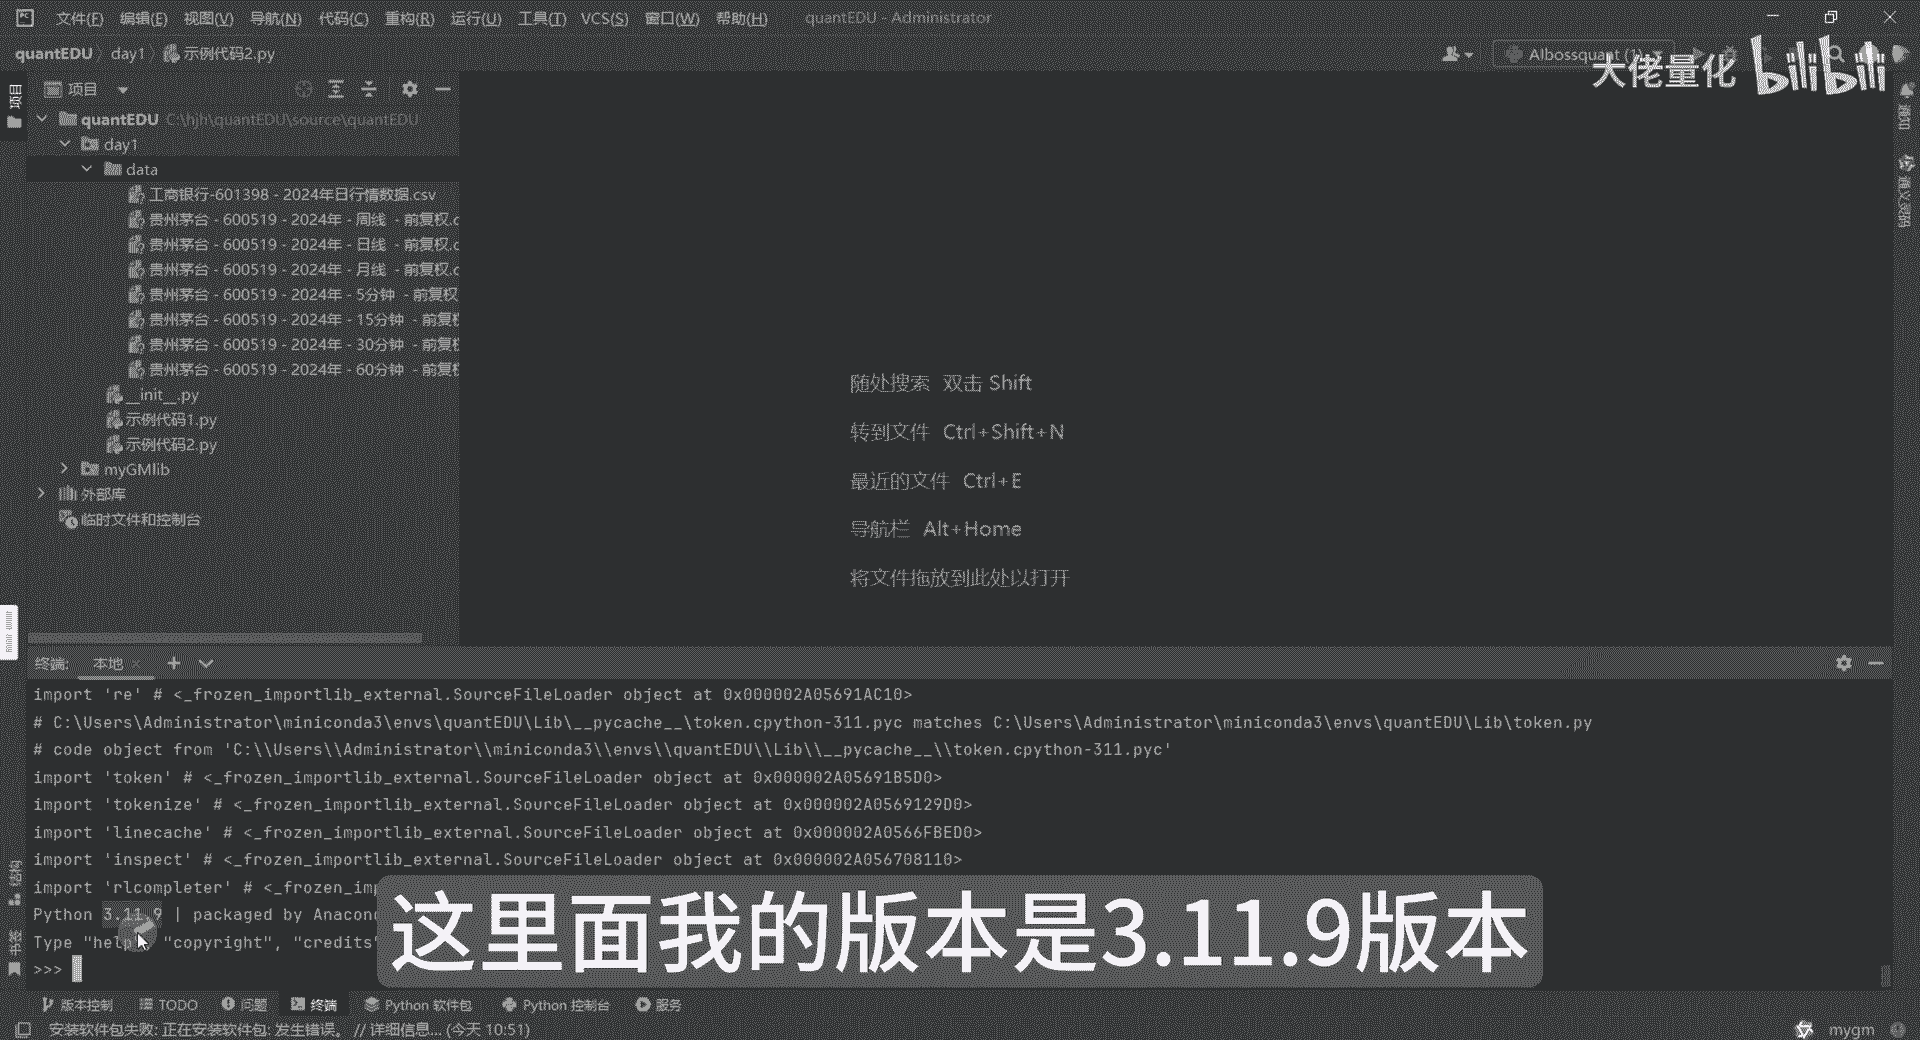 文件(F) 编辑(E) 视图(V) 导航(N) 代码(C) 重构(R) 运行(U) 工具(T) VCS(S) 窗口(W) 帮助(H) quantEDU - Administrator
quantEDU day1 示例代码2.py
AIbossquant (1)
大佬量化 bilibili
项目
项目
quantEDU C:\hjh\quantEDU\source\quantEDU
day1
data
工商银行-601398 - 2024年日行情数据.csv
贵州茅台 - 600519 - 2024年 - 周线 - 前复权.c
贵州茅台 - 600519 - 2024年 - 日线 - 前复权.c
贵州茅台 - 600519 - 2024年 - 月线 - 前复权.c
贵州茅台 - 600519 - 2024年 - 5分钟 - 前复权
贵州茅台 - 600519 - 2024年 - 15分钟 - 前复权
贵州茅台 - 600519 - 2024年 - 30分钟 - 前复权
贵州茅台 - 600519 - 2024年 - 60分钟 - 前复权
__init__.py
示例代码1.py
示例代码2.py
myGMlib
外部库
临时文件和控制台
通知
通义灵码
随处搜索 双击 Shift
转到文件 Ctrl+Shift+N
最近的文件 Ctrl+E
导航栏 Alt+Home
将文件拖放到此处以打开
终端: 本地
import 're' # <_frozen_importlib_external.SourceFileLoader object at 0x000002A05691AC10>
# C:\Users\Administrator\miniconda3\envs\quantEDU\Lib\__pycache__\token.cpython-311.pyc matches C:\Users\Administrator\miniconda3\envs\quantEDU\Lib\token.py
# code object from 'C:\\Users\\Administrator\\miniconda3\\envs\\quantEDU\\Lib\\__pycache__\\token.cpython-311.pyc'
import 'token' # <_frozen_importlib_external.SourceFileLoader object at 0x000002A05691B5D0>
import 'tokenize' # <_frozen_importlib_external.SourceFileLoader object at 0x000002A0569129D0>
import 'linecache' # <_frozen_importlib_external.SourceFileLoader object at 0x000002A0566FBED0>
import 'inspect' # <_frozen_importlib_external.SourceFileLoader object at 0x000002A056708110>
import 'rlcompleter' # <_frozen_imp
Python 3.11.9 | packaged by Anacon
Type "help", "copyright", "credits"
>>>
这里面我的版本是3.11.9版本
结构
书签
版本控制 TODO 问题 终端 Python 软件包 Python 控制台 服务
安装软件包失败: 正在安装软件包: 发生错误。 // 详细信息... (今天 10:51) mygm